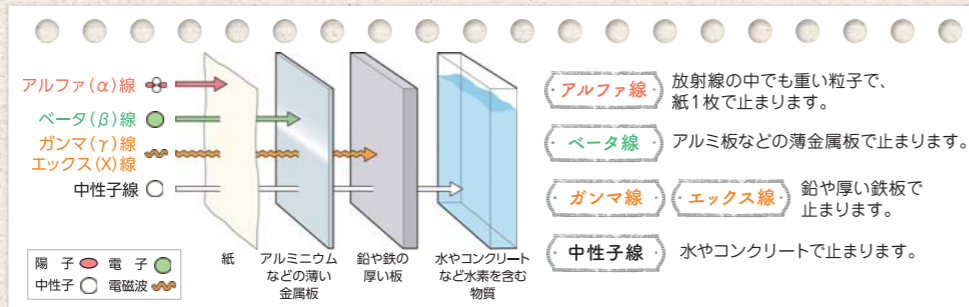 アルファ(α)線
ベータ(β)線
ガンマ(γ)線
エックス(X)線
中性子線
陽 子
電 子
中性子
電磁波
紙
アルミニウム
などの薄い
金属板
鉛や鉄の
厚い板
水やコンクリート
など水素を含む
物質
アルファ線
放射線の中でも重い粒子で、
紙1枚で止まります。
ベータ線
アルミ板などの薄金属板で止まります。
ガンマ線
エックス線
鉛や厚い鉄板で
止まります。
中性子線
水やコンクリートで止まります。